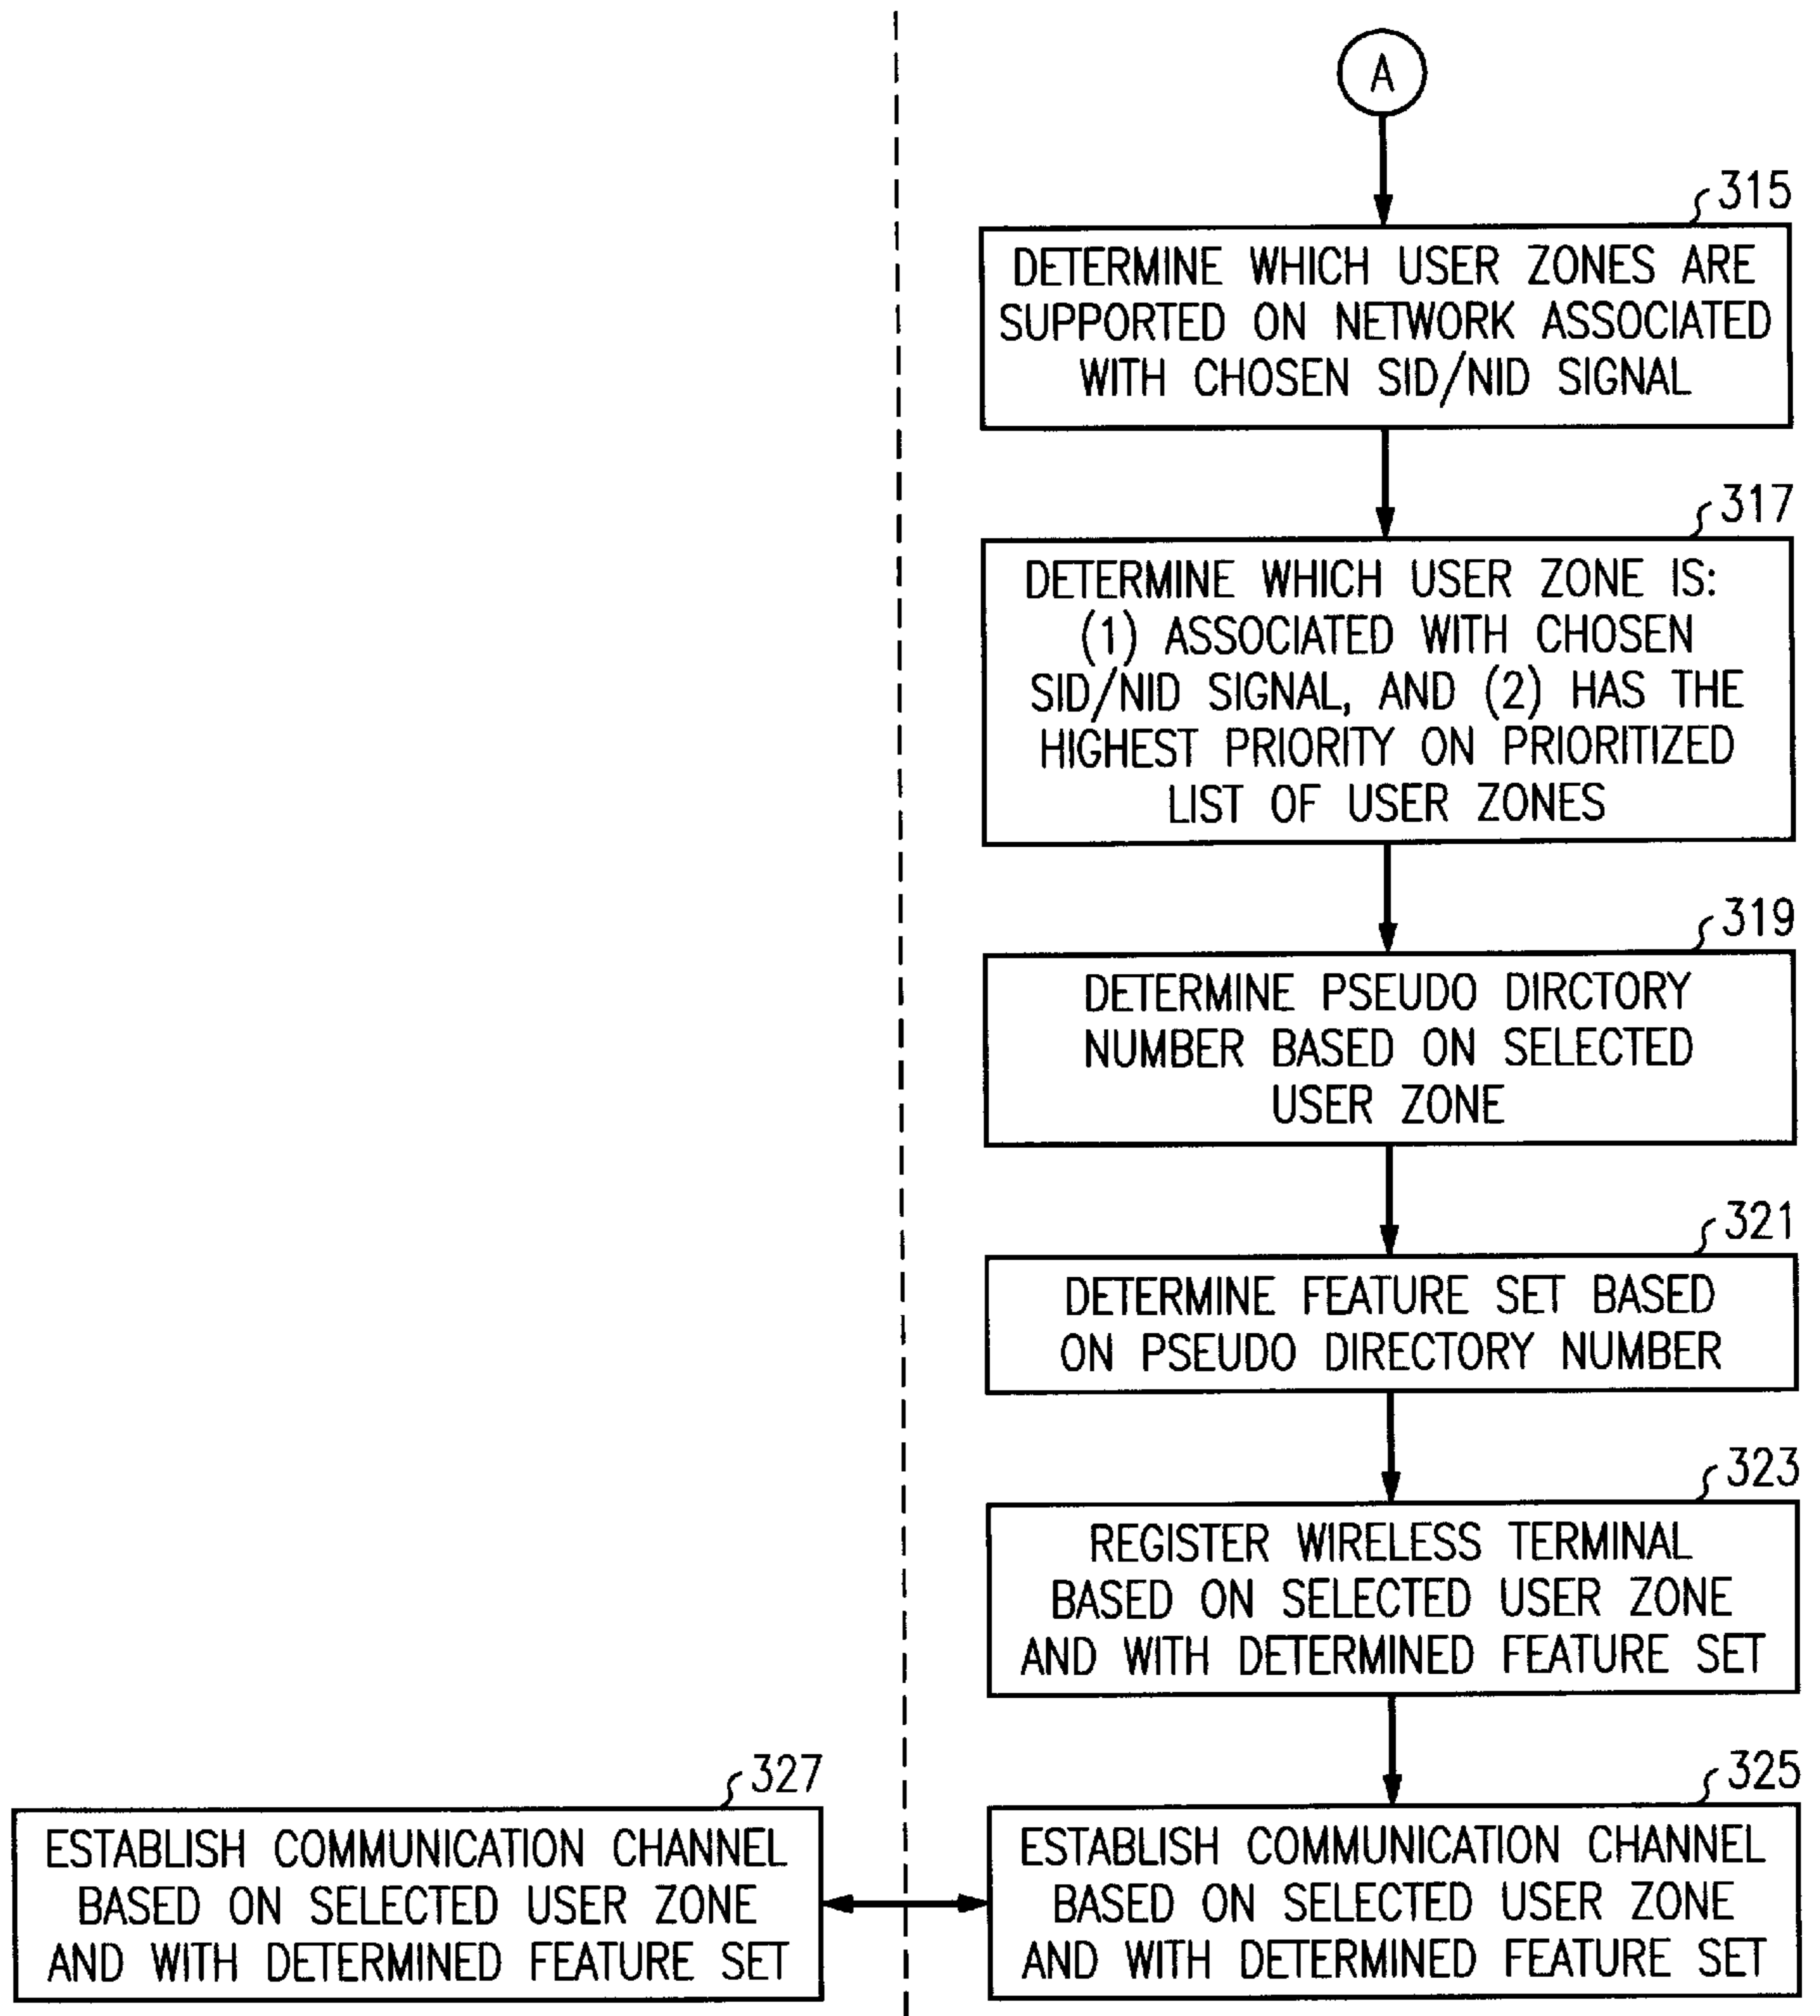 A
315
DETERMINE WHICH USER ZONES ARE
SUPPORTED ON NETWORK ASSOCIATED
WITH CHOSEN SID/NID SIGNAL
317
DETERMINE WHICH USER ZONE IS:
(1) ASSOCIATED WITH CHOSEN
SID/NID SIGNAL, AND (2) HAS THE
HIGHEST PRIORITY ON PRIORITIZED
LIST OF USER ZONES
319
DETERMINE PSEUDO DIRCTORY
NUMBER BASED ON SELECTED
USER ZONE
321
DETERMINE FEATURE SET BASED
ON PSEUDO DIRECTORY NUMBER
323
REGISTER WIRELESS TERMINAL
BASED ON SELECTED USER ZONE
AND WITH DETERMINED FEATURE SET
327
ESTABLISH COMMUNICATION CHANNEL
BASED ON SELECTED USER ZONE
AND WITH DETERMINED FEATURE SET
325
ESTABLISH COMMUNICATION CHANNEL
BASED ON SELECTED USER ZONE
AND WITH DETERMINED FEATURE SET